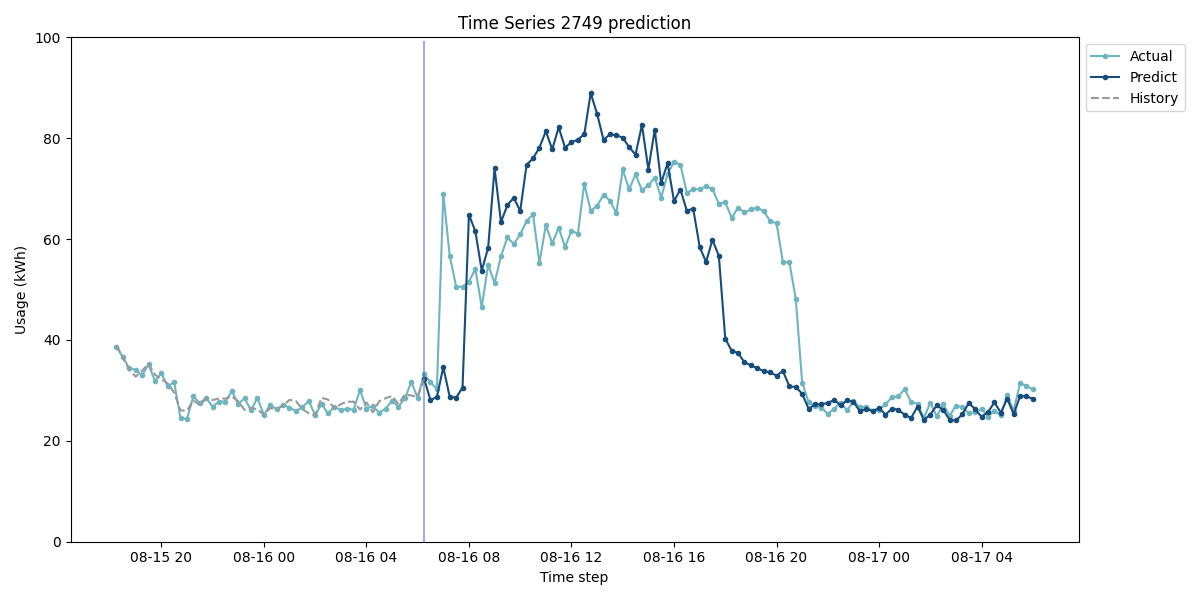 Time Series 2749 prediction
Usage (kWh)
100
80
60
40
20
0
08-15 20
08-16 00
08-16 04
08-16 08
08-16 12
08-16 16
08-16 20
08-17 00
08-17 04
Time step
Actual
Predict
History